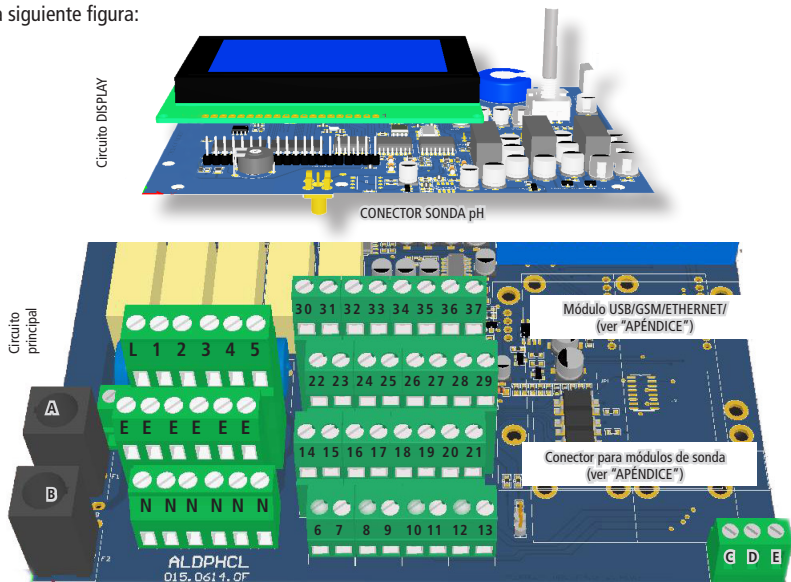 a siguiente figura:
Circuito DISPLAY
CONECTOR SONDA pH
Circuito
principal
30 31 32 33 34 35 36 37
Módulo USB/GSM/ETHERNET/
(ver "APÉNDICE")
L 1 2 3 4 5
22 23 24 25 26 27 28 29
A
E E E E E E
14 15 16 17 18 19 20 21
Conector para módulos de sonda
(ver "APÉNDICE")
B
F1
N N N N N N
6 7 8 9 10 11 12 13
C D E
F2
ALDPHCL
015.0614.0F